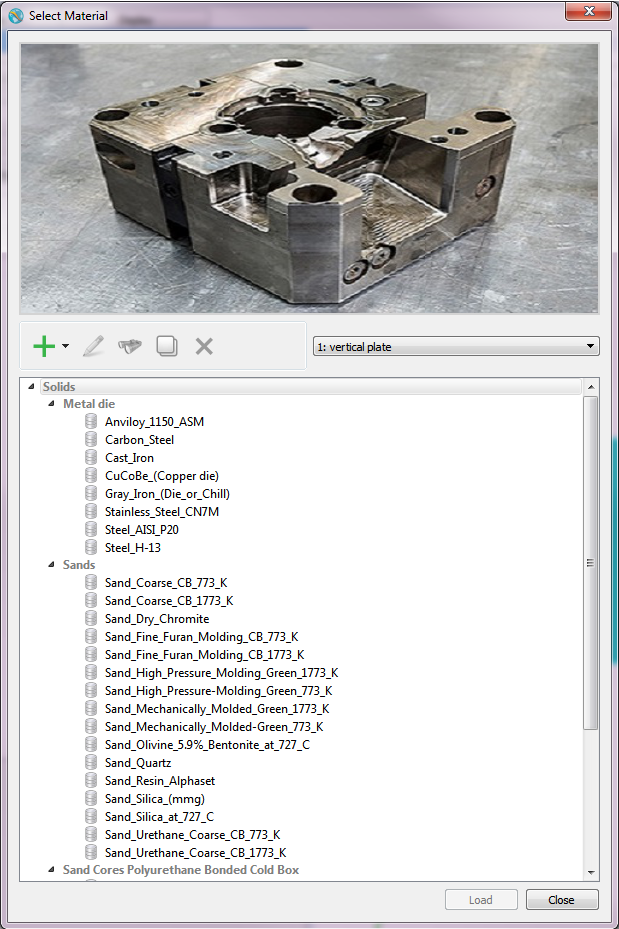 Select Material
1: vertical plate
Solids
Metal die
Anviloy_1150_ASM
Carbon_Steel
Cast_Iron
CuCoBe_(Copper die)
Gray_Iron_(Die_or_Chill)
Stainless_Steel_CN7M
Steel_AISI_P20
Steel_H-13
Sands
Sand_Coarse_CB_773_K
Sand_Coarse_CB_1773_K
Sand_Dry_Chromite
Sand_Fine_Furan_Molding_CB_773_K
Sand_Fine_Furan_Molding_CB_1773_K
Sand_High_Pressure_Molding_Green_1773_K
Sand_High_Pressure-Molding_Green_773_K
Sand_Mechanically_Molded_Green_1773_K
Sand_Mechanically_Molded-Green_773_K
Sand_Olivine_5.9%_Bentonite_at_727_C
Sand_Quartz
Sand_Resin_Alphaset
Sand_Silica_(mmg)
Sand_Silica_at_727_C
Sand_Urethane_Coarse_CB_773_K
Sand_Urethane_Coarse_CB_1773_K
Sand Cores Polyurethane Bonded Cold Box
Load
Close